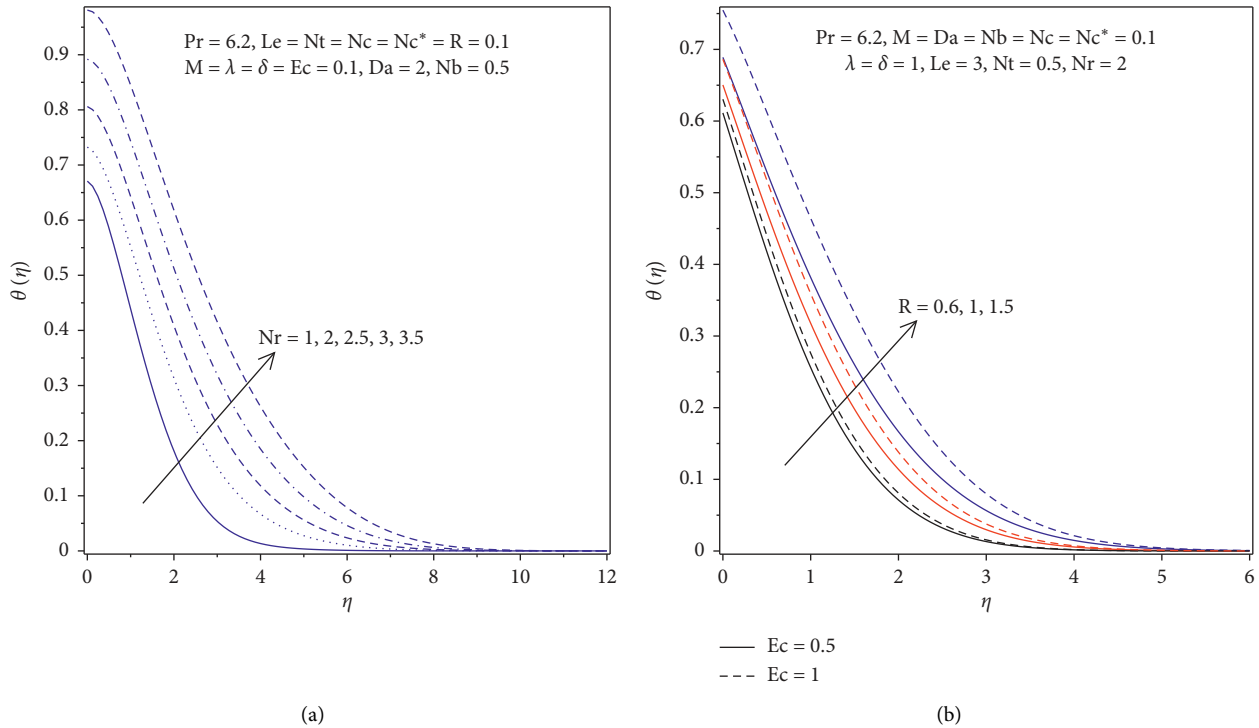 Pr = 6.2, Le = Nt = Nc = Nc* = R = 0.1
M = λ = δ = Ec = 0.1, Da = 2, Nb = 0.5
0.9
0.8
0.7
0.6
0.5
0.4
0.3
0.2
0.1
0
θ (η)
Nr = 1, 2, 2.5, 3, 3.5
0 2 4 6 8 10 12
η
(a)
Pr = 6.2, M = Da = Nb = Nc = Nc* = 0.1
λ = δ = 1, Le = 3, Nt = 0.5, Nr = 2
0.7
0.6
0.5
0.4
0.3
0.2
0.1
0
θ (η)
R = 0.6, 1, 1.5
0 1 2 3 4 5 6
η
Ec = 0.5
Ec = 1
(b)